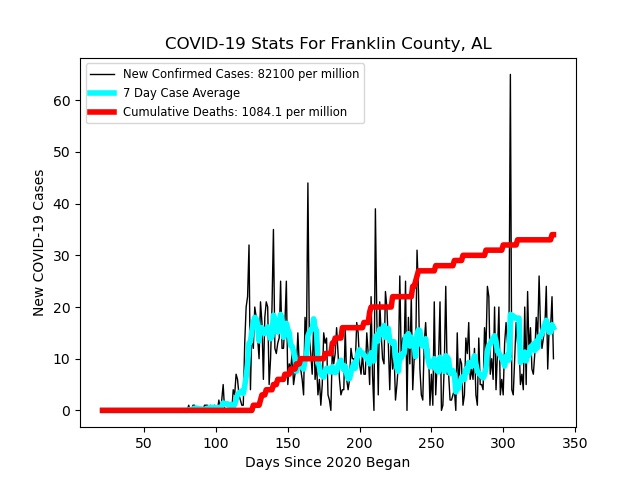 COVID-19 Stats For Franklin County, AL
New Confirmed Cases: 82100 per million
7 Day Case Average
Cumulative Deaths: 1084.1 per million
New COVID-19 Cases
60
50
40
30
20
10
0
50 100 150 200 250 300 350
Days Since 2020 Began